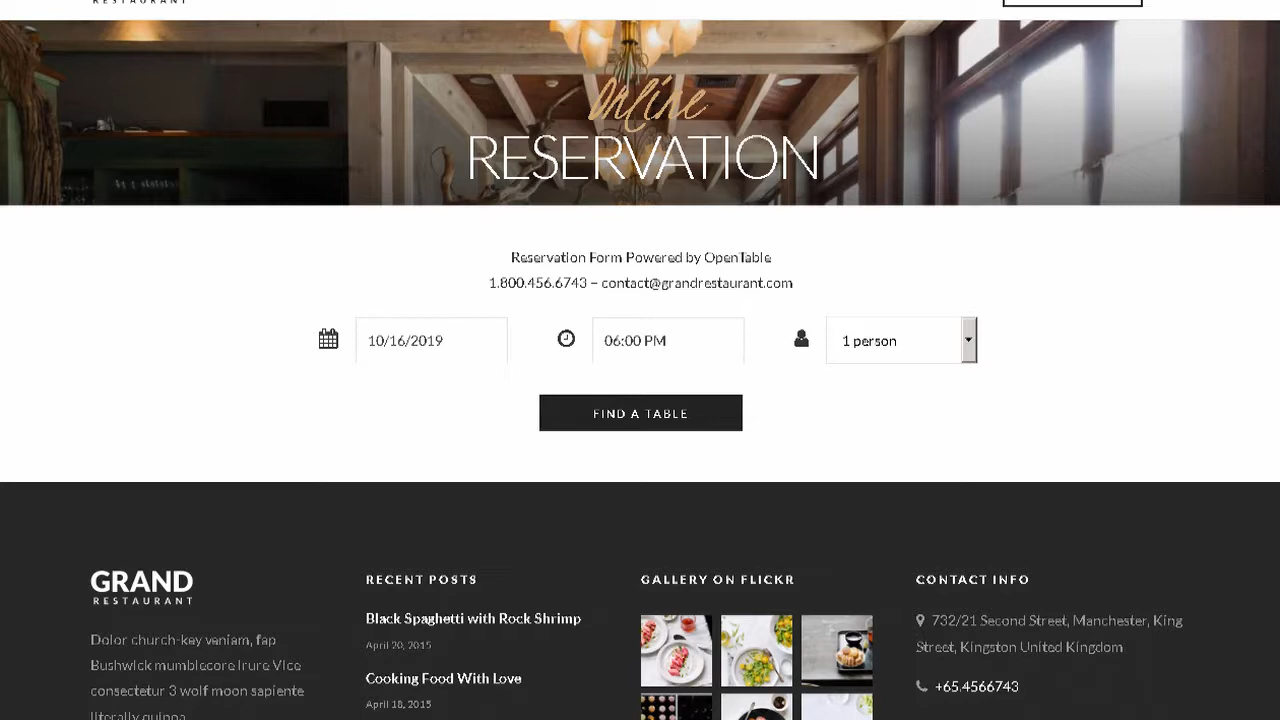 RESTAURANT
Online
RESERVATION
Reservation Form Powered by OpenTable
1.800.456.6743 – contact@grandrestaurant.com
10/16/2019
06:00 PM
1 person
FIND A TABLE
GRAND
RESTAURANT
Dolor church-key veniam, fap
Bushwick mumblecore irure Vice
consectetur 3 wolf moon sapiente
literally quinoa
RECENT POSTS
Black Spaghetti with Rock Shrimp
April 20, 2015
Cooking Food With Love
April 18, 2015
GALLERY ON FLICKR
CONTACT INFO
732/21 Second Street, Manchester, King
Street, Kingston United Kingdom
+65.4566743